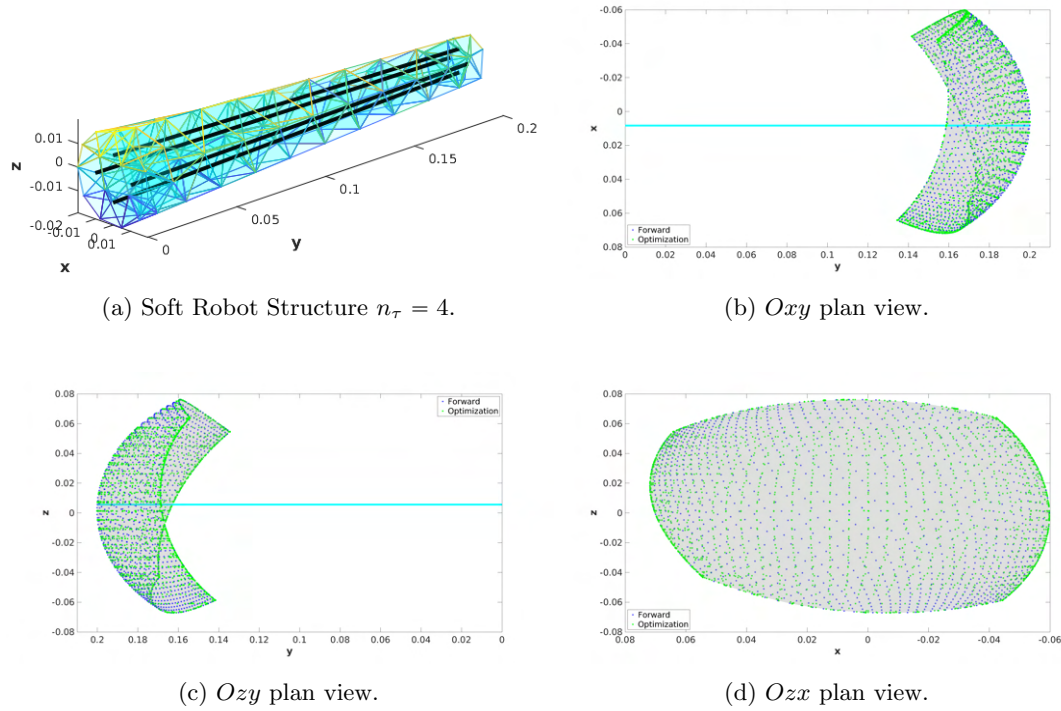 0.01
0
-0.01
z
-0.02
-0.01
0
0.01
x
0
0.05
0.1
0.15
0.2
y
(a) Soft Robot Structure nτ = 4.
-0.06
-0.04
-0.02
0
0.02
0.04
0.06
0.08
x
Forward
Optimization
0 0.02 0.04 0.06 0.08 0.10 0.12 0.14 0.16 0.18 0.2
y
(b) Oxy plan view.
0.08
0.06
0.04
0.02
0
-0.02
-0.04
-0.06
-0.08
z
Forward
Optimization
0.2 0.18 0.16 0.14 0.12 0.1 0.08 0.06 0.04 0.02 0
y
(c) Ozy plan view.
0.08
0.06
0.04
0.02
0
-0.02
-0.04
-0.06
-0.08
z
Forward
Optimization
0.08 0.06 0.04 0.02 0 -0.02 -0.04 -0.06
x
(d) Ozx plan view.